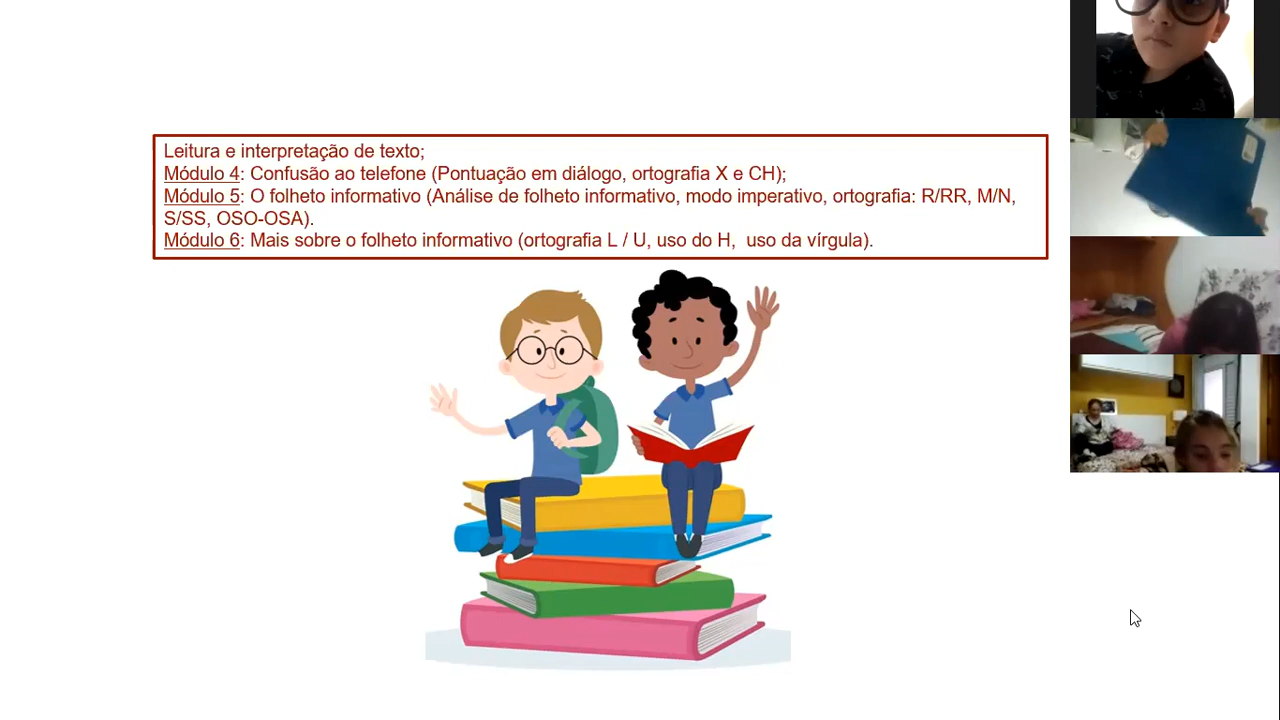 Leitura e interpretação de texto;
Módulo 4: Confusão ao telefone (Pontuação em diálogo, ortografia X e CH);
Módulo 5: O folheto informativo (Análise de folheto informativo, modo imperativo, ortografia: R/RR, M/N,
S/SS, OSO-OSA).
Módulo 6: Mais sobre o folheto informativo (ortografia L / U, uso do H, uso da vírgula).